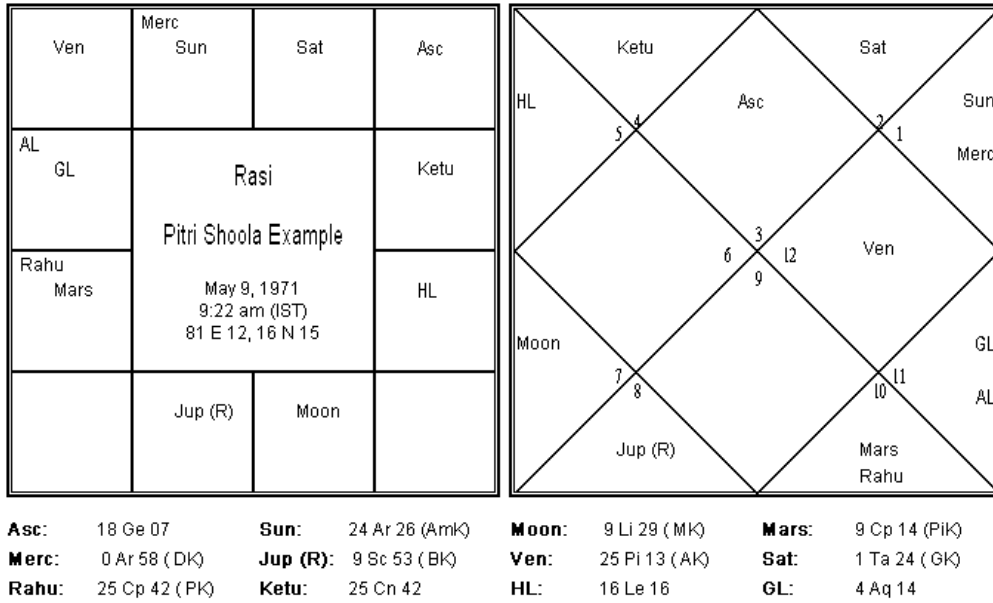 Ven
Merc
Sun
Sat
Asc
AL
GL
Ketu
Rahu
Mars
HL
Jup (R)
Moon
Rasi
Pitri Shoola Example
May 9, 1971
9:22 am (IST)
81 E 12, 16 N 15
Ketu
Sat
HL
Asc
Sun
Merc
4
5
2
1
3
6
12
9
Ven
Moon
GL
AL
7
8
11
10
Jup (R)
Mars
Rahu
Asc: 18 Ge 07 Sun: 24 Ar 26 (AmK) Moon: 9 Li 29 (MK) Mars: 9 Cp 14 (PiK)
Merc: 0 Ar 58 (DK) Jup (R): 9 Sc 53 (BK) Ven: 25 Pi 13 (AK) Sat: 1 Ta 24 (GK)
Rahu: 25 Cp 42 (PK) Ketu: 25 Cn 42 HL: 16 Le 16 GL: 4 Aq 14